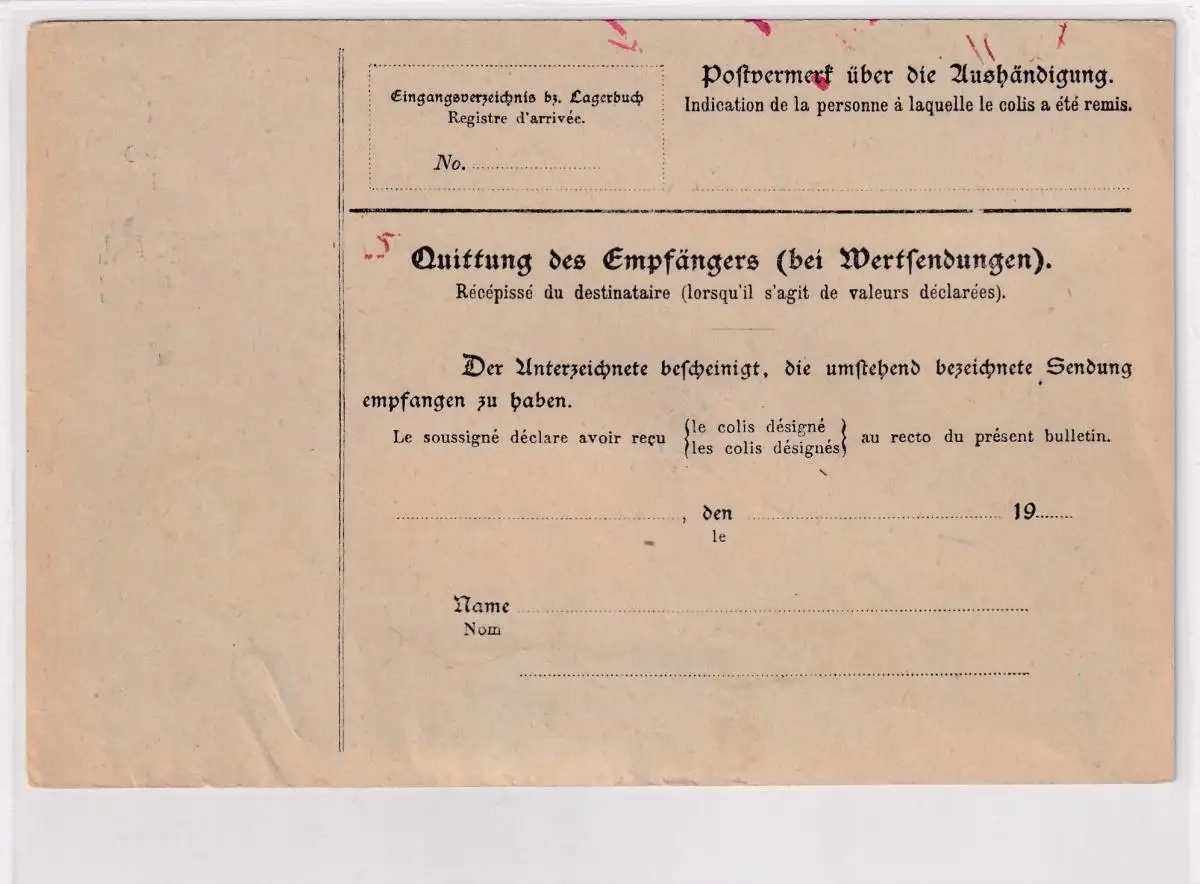 Eingangsverzeichnis bz. Lagerbuch
Registre d'arrivée.
No.
Postvermerk über die Aushändigung.
Indication de la personne à laquelle le colis a été remis.
5
Quittung des Empfängers (bei Wertsendungen).
Récépissé du destinataire (lorsqu'il s'agit de valeurs déclarées).
Der Unterzeichnete bescheinigt, die umstehend bezeichnete Sendung
empfangen zu haben.
Le soussigné déclare avoir reçu {le colis désigné / les colis désignés} au recto du présent bulletin.
, den 19
le
Name
Nom